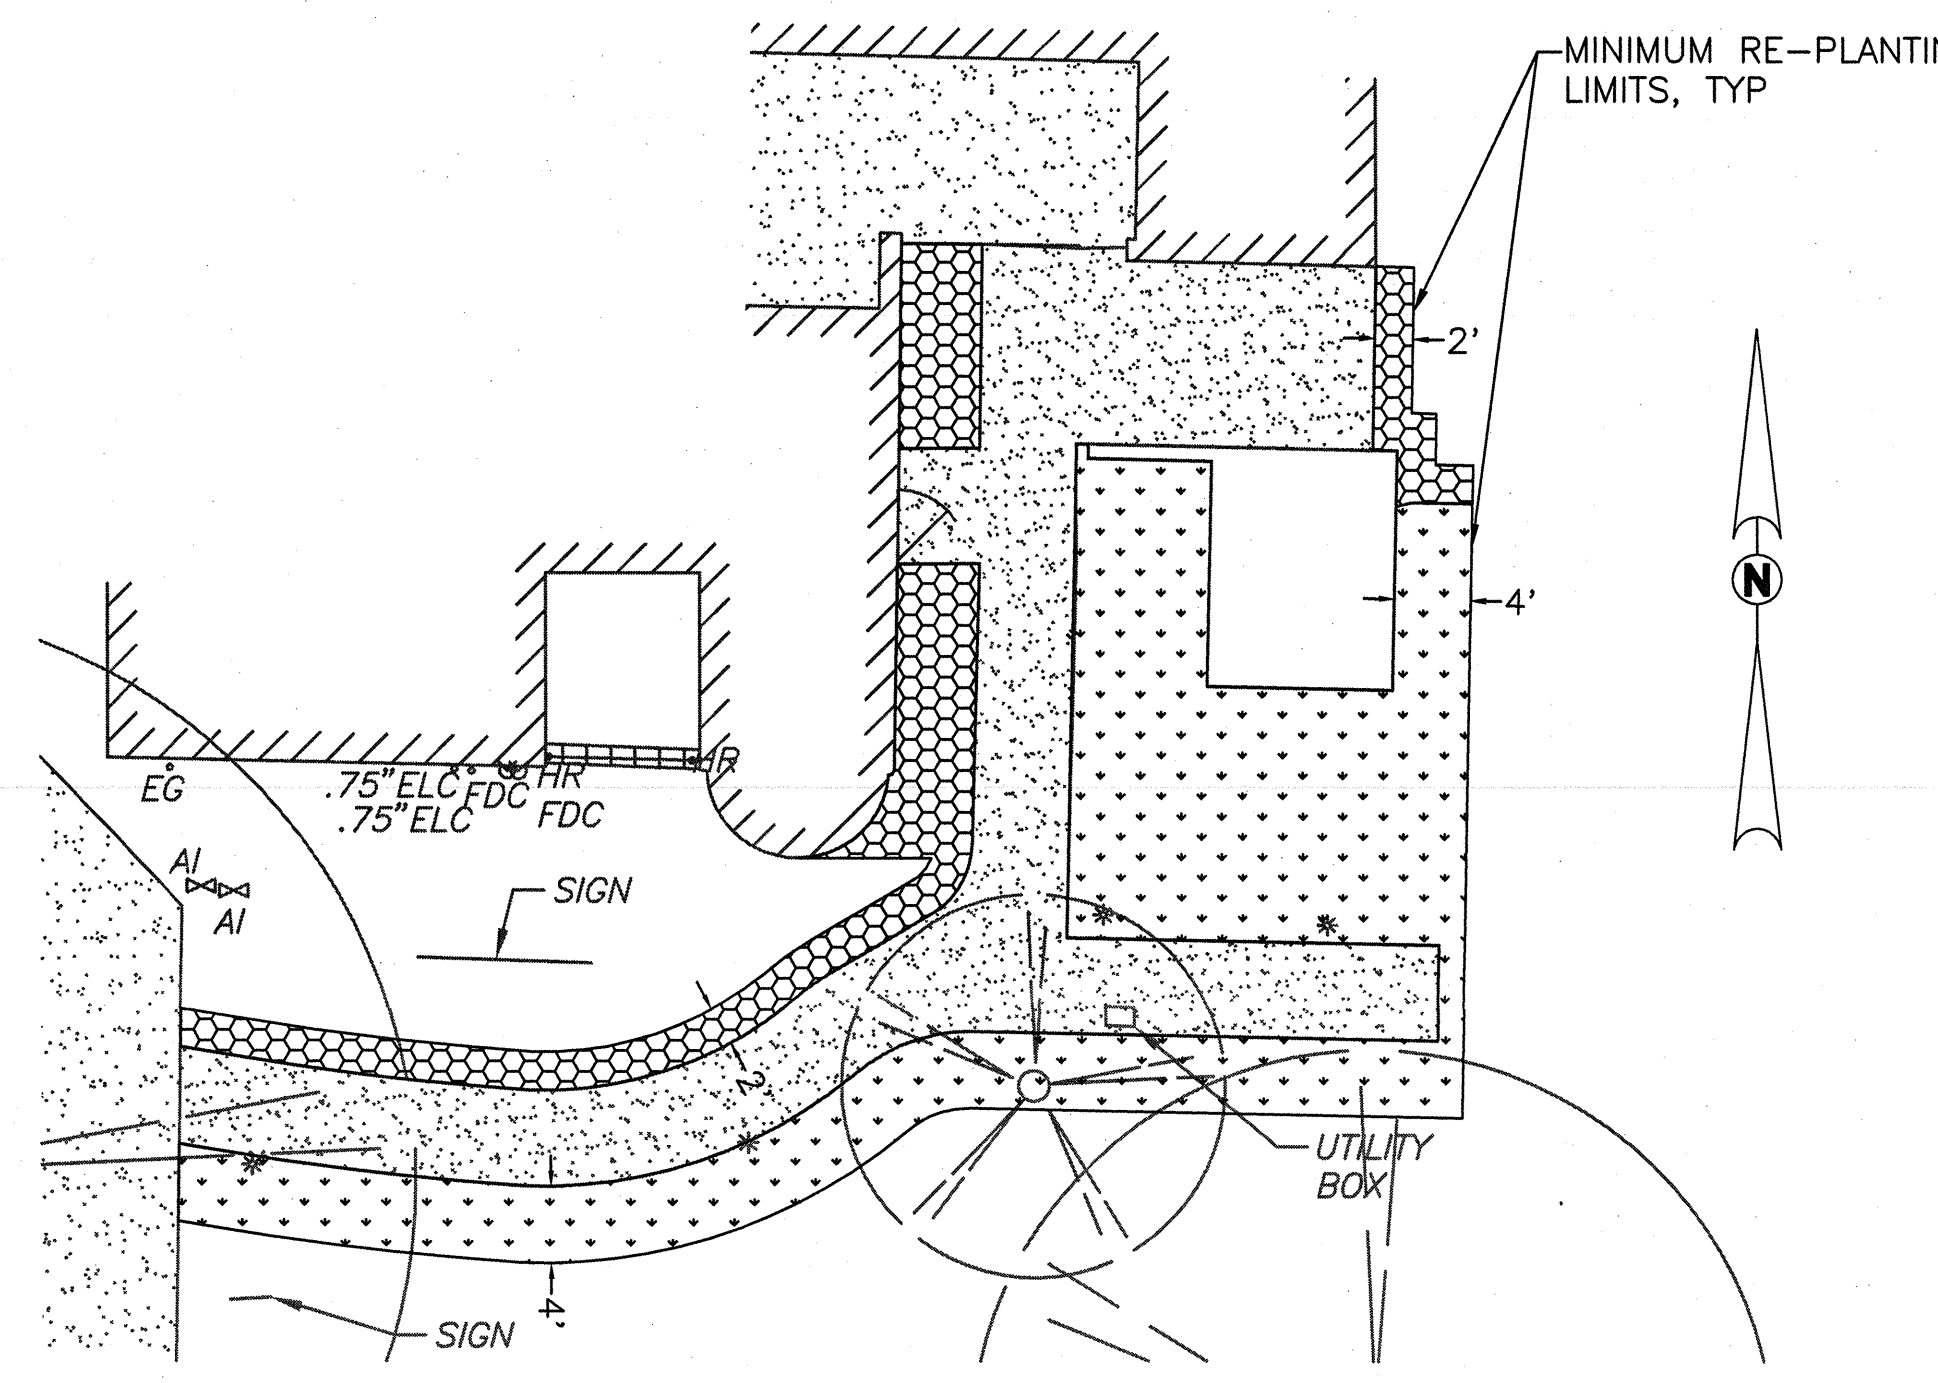 MINIMUM RE-PLANTIN
LIMITS, TYP
2'
N
4'
HR
EG
.75"ELC
FDC
HR
.75"ELC
FDC
AI
AI
SIGN
2'
UTILITY
BOX
4'
SIGN